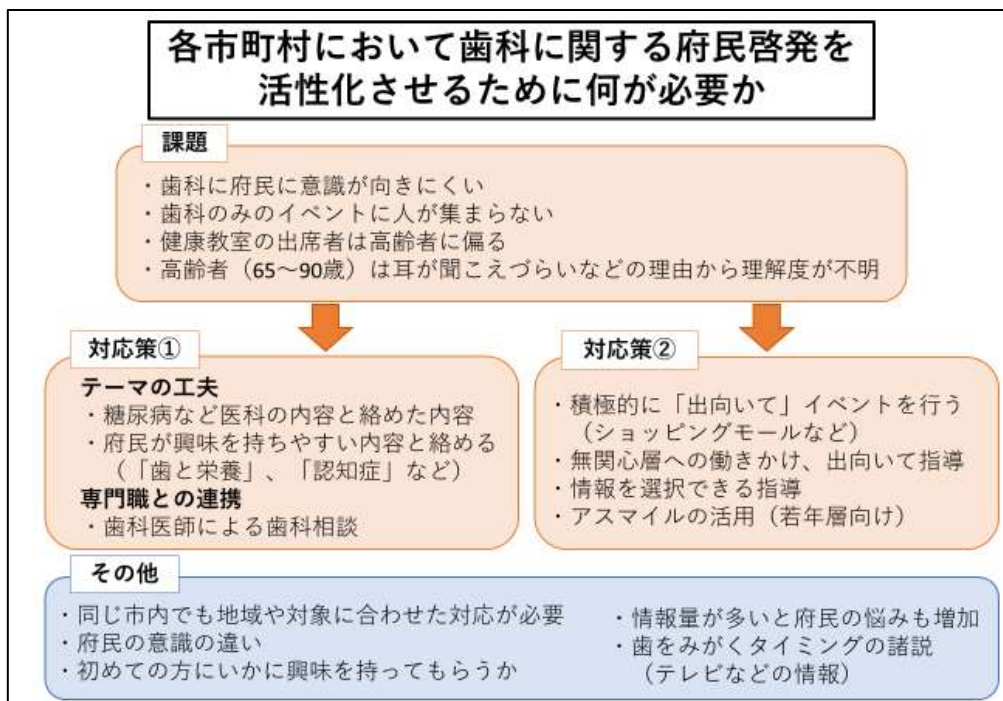 各市町村において歯科に関する府民啓発を
活性化させるために何が必要か
課題
・歯科に府民に意識が向きにくい
・歯科のみのイベントに人が集まらない
・健康教室の出席者は高齢者に偏る
・高齢者（65～90歳）は耳が聞こえづらいなどの理由から理解度が不明
対応策①
テーマの工夫
・糖尿病など医科の内容と絡めた内容
・府民が興味を持ちやすい内容と絡める
（「歯と栄養」、「認知症」など）
専門職との連携
・歯科医師による歯科相談
対応策②
・積極的に「出向いて」イベントを行う
（ショッピングモールなど）
・無関心層への働きかけ、出向いて指導
・情報を選択できる指導
・アスマイルの活用（若年層向け）
その他
・同じ市内でも地域や対象に合わせた対応が必要
・府民の意識の違い
・初めての方にいかに興味を持ってもらうか
・情報量が多いと府民の悩みも増加
・歯をみがくタイミングの諸説
（テレビなどの情報）